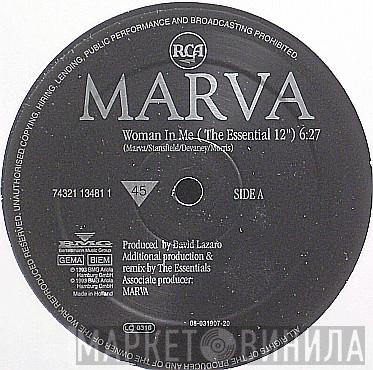 UNAUTHORISED COPYING, HIRING, LENDING, PUBLIC PERFORMANCE AND BROADCASTING PROHIBITED.
RCA
MARVA
Woman In Me ( The Essential 12") 6:27
(Marva/Stansfield/Devaney/Morris)
74321 13481 1
45
SIDE A
BMG
Bertelsmann Music Group
GEMA BIEM
℗ 1993 BMG Ariola
Hamburg GmbH
© 1993 BMG Ariola
Hamburg GmbH
Made in Holland
Produced by David Lazaro
Additional production &
remix by The Essentials
Associate producer:
MARVA
LC 0316
08-031907-20
ALL RIGHTS OF THE PRODUCER AND OF THE OWNER OF THE WORK REPRODUCED RESERVED.
МАРКЕТ ВИНИЛА